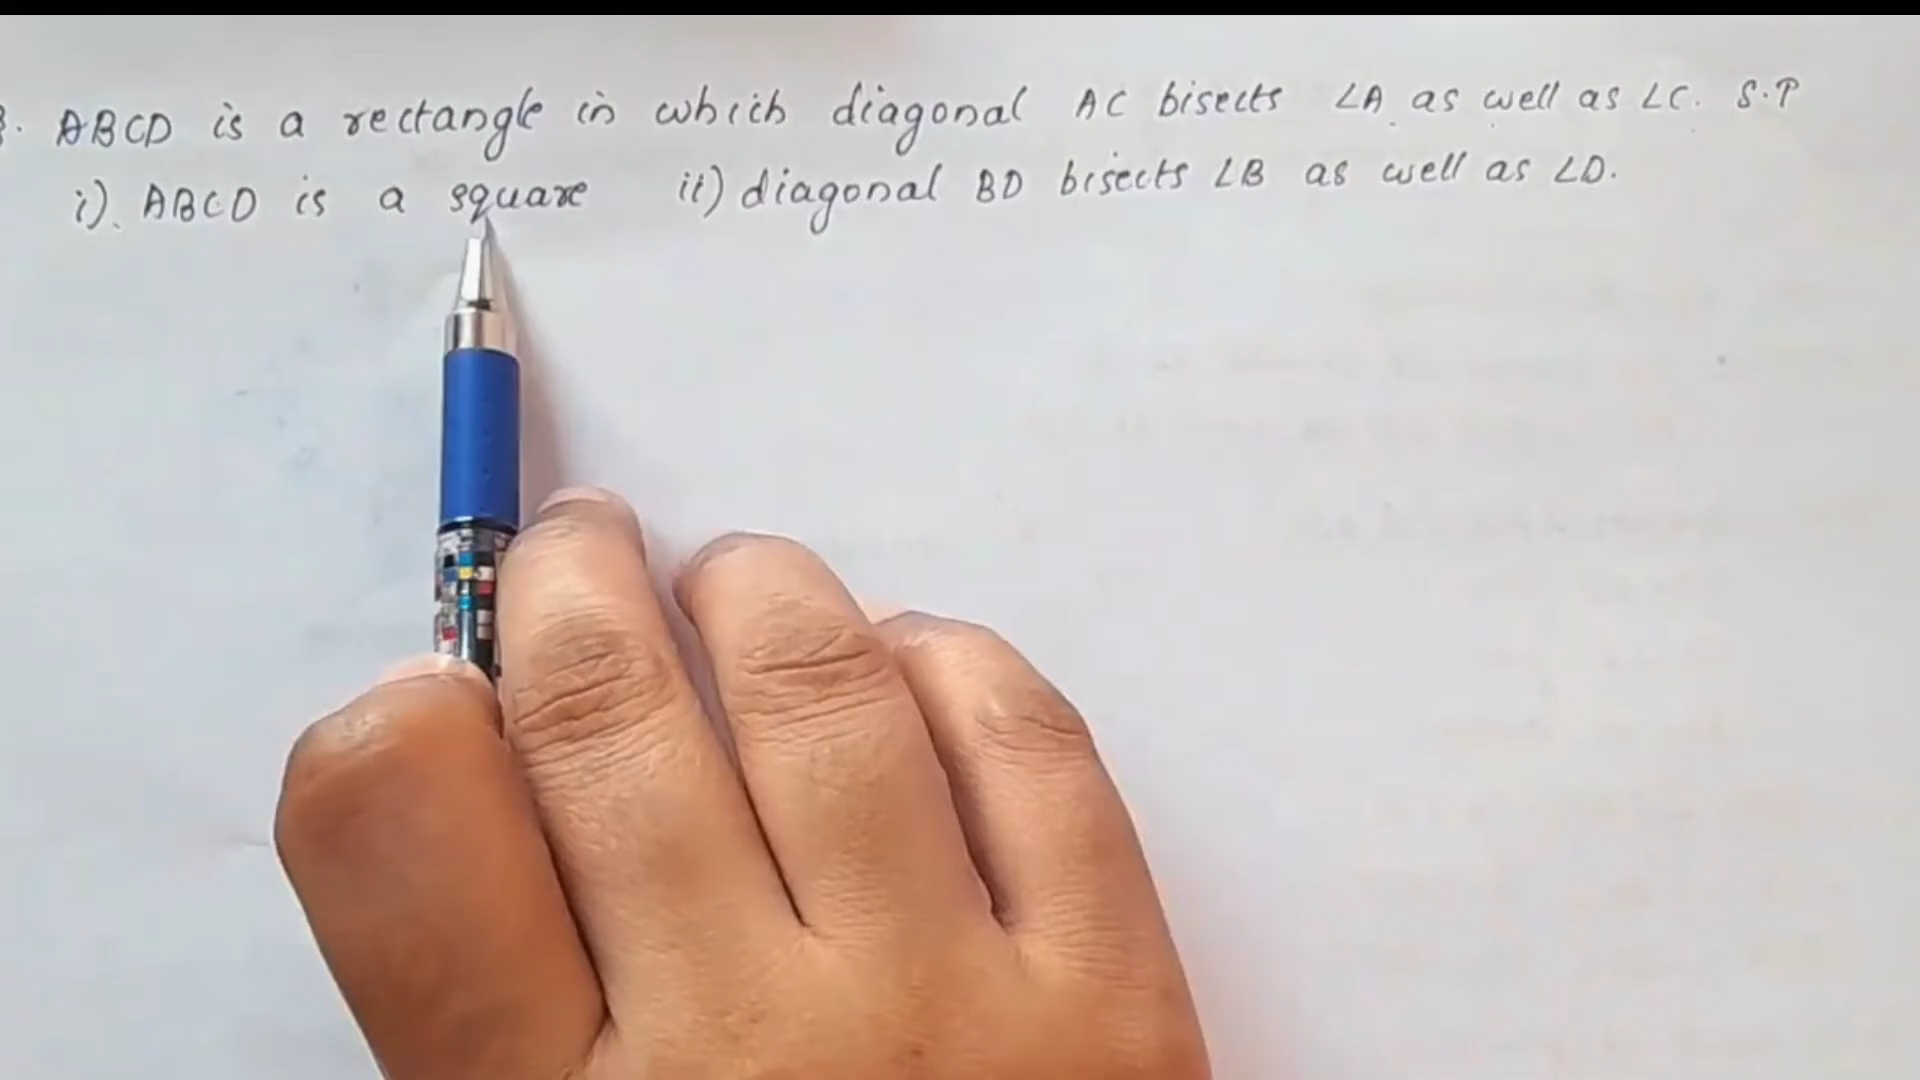 3. ABCD is a rectangle in which diagonal AC bisects ∠A as well as ∠C. S.P
i). ABCD is a square ii) diagonal BD bisects ∠B as well as ∠D.